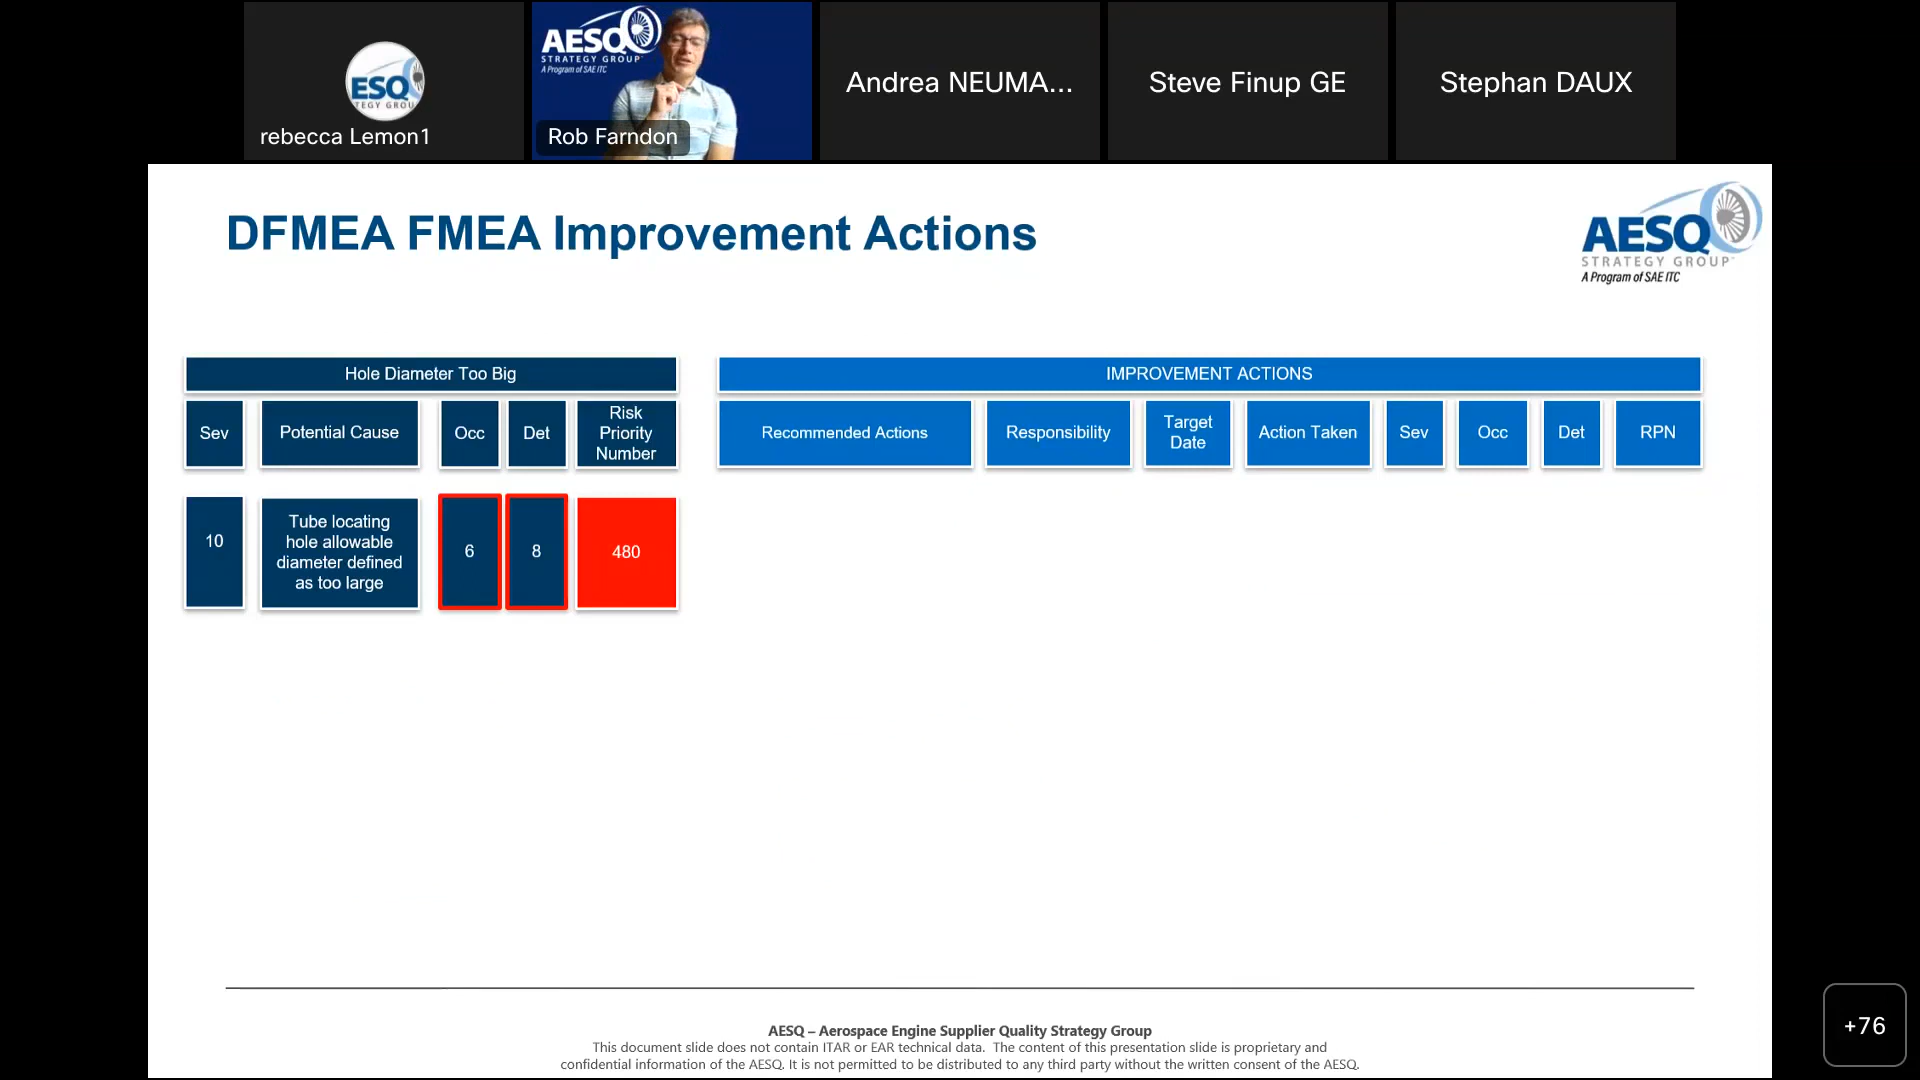 ESQ
TEGY GROU
rebecca Lemon1
AESQ
STRATEGY GROUP
A Program of SAE ITC
Rob Farndon
Andrea NEUMA...
Steve Finup GE
Stephan DAUX
DFMEA FMEA Improvement Actions
AESQ
STRATEGY GROUP
A Program of SAE ITC
Hole Diameter Too Big
IMPROVEMENT ACTIONS
Sev
Potential Cause
Occ
Det
Risk
Priority
Number
Recommended Actions
Responsibility
Target
Date
Action Taken
Sev
Occ
Det
RPN
10
Tube locating
hole allowable
diameter defined
as too large
6
8
480
AESQ – Aerospace Engine Supplier Quality Strategy Group
This document slide does not contain ITAR or EAR technical data. The content of this presentation slide is proprietary and
confidential information of the AESQ. It is not permitted to be distributed to any third party without the written consent of the AESQ.
+76